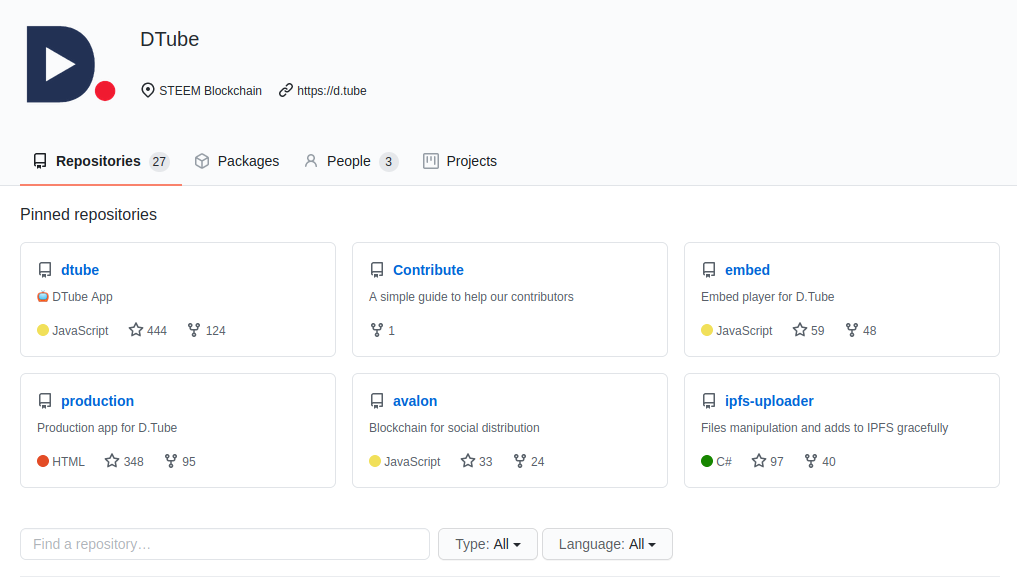 DTube
STEEM Blockchain https://d.tube
Repositories 27 Packages People 3 Projects
Pinned repositories
dtube
DTube App
JavaScript 444 124
Contribute
A simple guide to help our contributors
1
embed
Embed player for D.Tube
JavaScript 59 48
production
Production app for D.Tube
HTML 348 95
avalon
Blockchain for social distribution
JavaScript 33 24
ipfs-uploader
Files manipulation and adds to IPFS gracefully
C# 97 40
Find a repository… Type: All Language: All